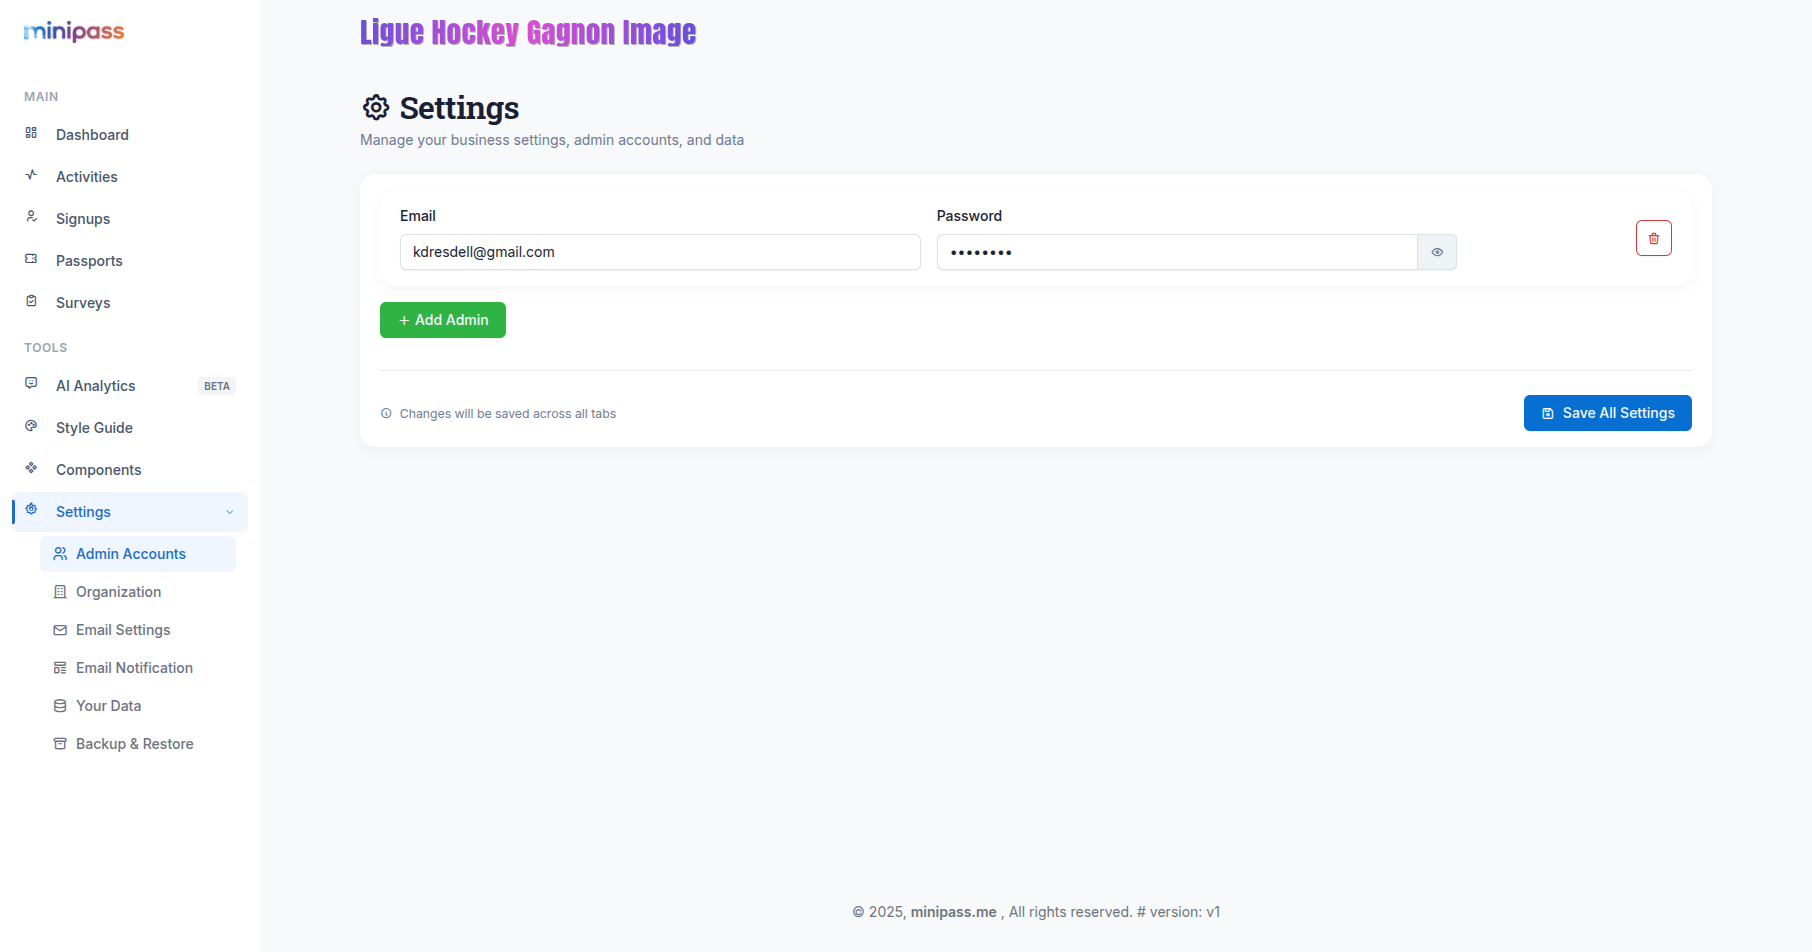 minipass
Ligue Hockey Gagnon Image
MAIN
Dashboard
Activities
Signups
Passports
Surveys
TOOLS
AI Analytics BETA
Style Guide
Components
Settings
Admin Accounts
Organization
Email Settings
Email Notification
Your Data
Backup & Restore
Settings
Manage your business settings, admin accounts, and data
Email
kdresdell@gmail.com
Password
••••••••
+ Add Admin
Changes will be saved across all tabs
Save All Settings
© 2025, minipass.me , All rights reserved. # version: v1